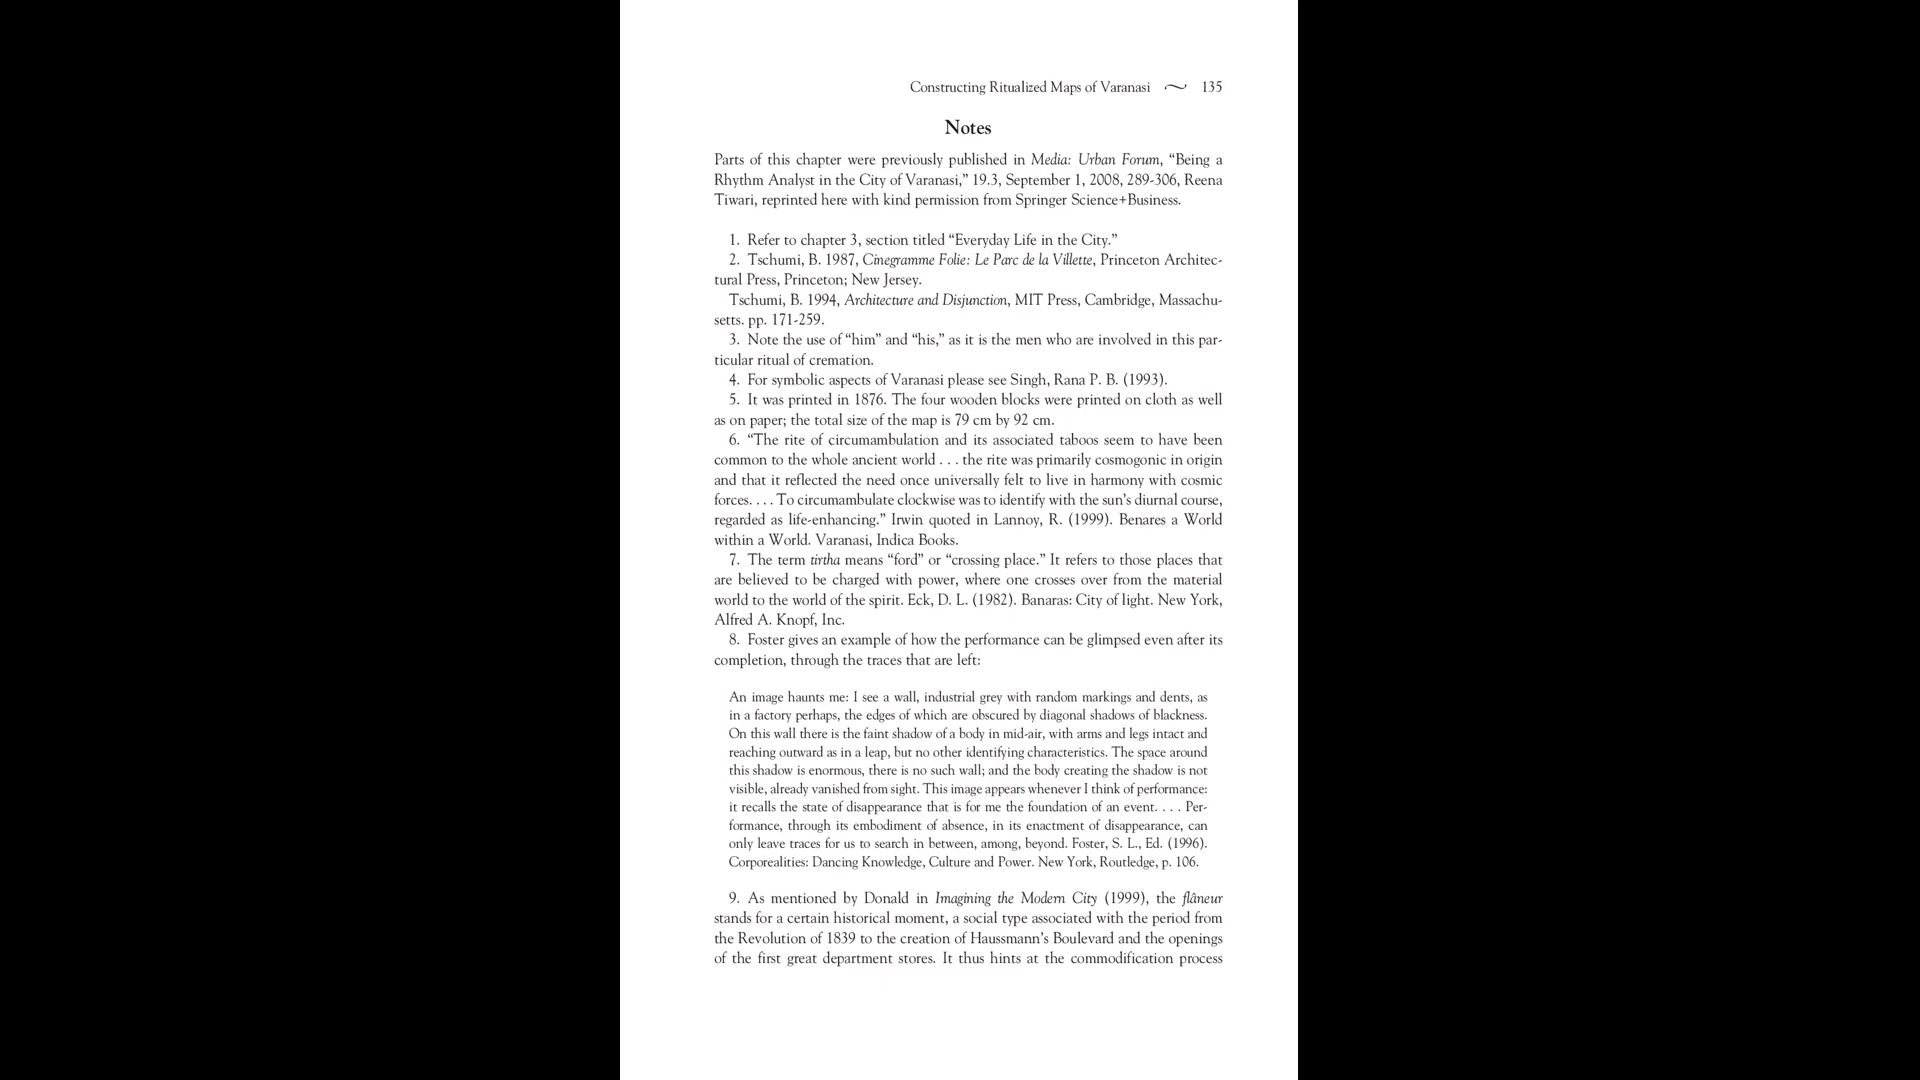 Constructing Ritualized Maps of Varanasi ~ 135
Notes
Parts of this chapter were previously published in Media: Urban Forum, “Being a
Rhythm Analyst in the City of Varanasi,” 19.3, September 1, 2008, 289-306, Reena
Tiwari, reprinted here with kind permission from Springer Science+Business.
1. Refer to chapter 3, section titled “Everyday Life in the City.”
2. Tschumi, B. 1987, Cinegramme Folie: Le Parc de la Villette, Princeton Architec-
tural Press, Princeton; New Jersey.
Tschumi, B. 1994, Architecture and Disjunction, MIT Press, Cambridge, Massachu-
setts. pp. 171-259.
3. Note the use of “him” and “his,” as it is the men who are involved in this par-
ticular ritual of cremation.
4. For symbolic aspects of Varanasi please see Singh, Rana P. B. (1993).
5. It was printed in 1876. The four wooden blocks were printed on cloth as well
as on paper; the total size of the map is 79 cm by 92 cm.
6. “The rite of circumambulation and its associated taboos seem to have been
common to the whole ancient world . . . the rite was primarily cosmogonic in origin
and that it reflected the need once universally felt to live in harmony with cosmic
forces. . . . To circumambulate clockwise was to identify with the sun’s diurnal course,
regarded as life-enhancing.” Irwin quoted in Lannoy, R. (1999). Benares a World
within a World. Varanasi, Indica Books.
7. The term tirtha means “ford” or “crossing place.” It refers to those places that
are believed to be charged with power, where one crosses over from the material
world to the world of the spirit. Eck, D. L. (1982). Banaras: City of light. New York,
Alfred A. Knopf, Inc.
8. Foster gives an example of how the performance can be glimpsed even after its
completion, through the traces that are left:
An image haunts me: I see a wall, industrial grey with random markings and dents, as
in a factory perhaps, the edges of which are obscured by diagonal shadows of blackness.
On this wall there is the faint shadow of a body in mid-air, with arms and legs intact and
reaching outward as in a leap, but no other identifying characteristics. The space around
this shadow is enormous, there is no such wall; and the body creating the shadow is not
visible, already vanished from sight. This image appears whenever I think of performance:
it recalls the state of disappearance that is for me the foundation of an event. . . . Per-
formance, through its embodiment of absence, in its enactment of disappearance, can
only leave traces for us to search in between, among, beyond. Foster, S. L., Ed. (1996).
Corporealities: Dancing Knowledge, Culture and Power. New York, Routledge, p. 106.
9. As mentioned by Donald in Imagining the Modern City (1999), the flâneur
stands for a certain historical moment, a social type associated with the period from
the Revolution of 1839 to the creation of Haussmann’s Boulevard and the openings
of the first great department stores. It thus hints at the commodification process